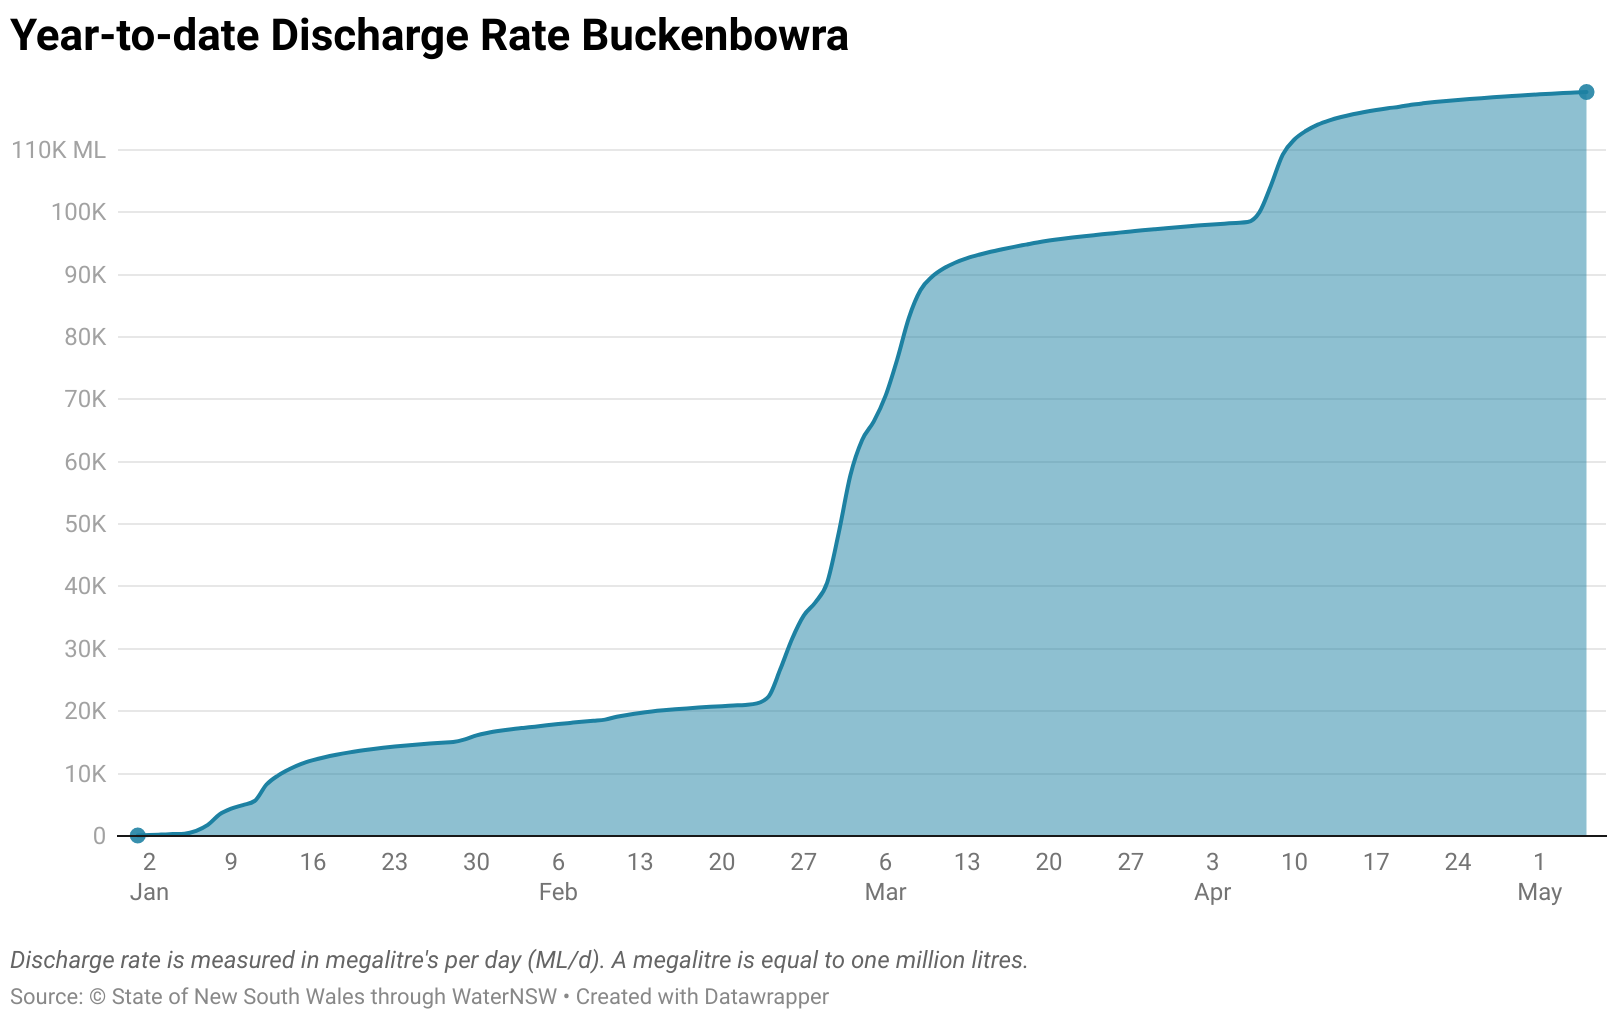 Year-to-date Discharge Rate Buckenbowra
110K ML
100K
90K
80K
70K
60K
50K
40K
30K
20K
10K
0
2 9 16 23 30 6 13 20 27 6 13 20 27 3 10 17 24 1
Jan Feb Mar Apr May
Discharge rate is measured in megalitre's per day (ML/d). A megalitre is equal to one million litres.
Source: © State of New South Wales through WaterNSW • Created with Datawrapper